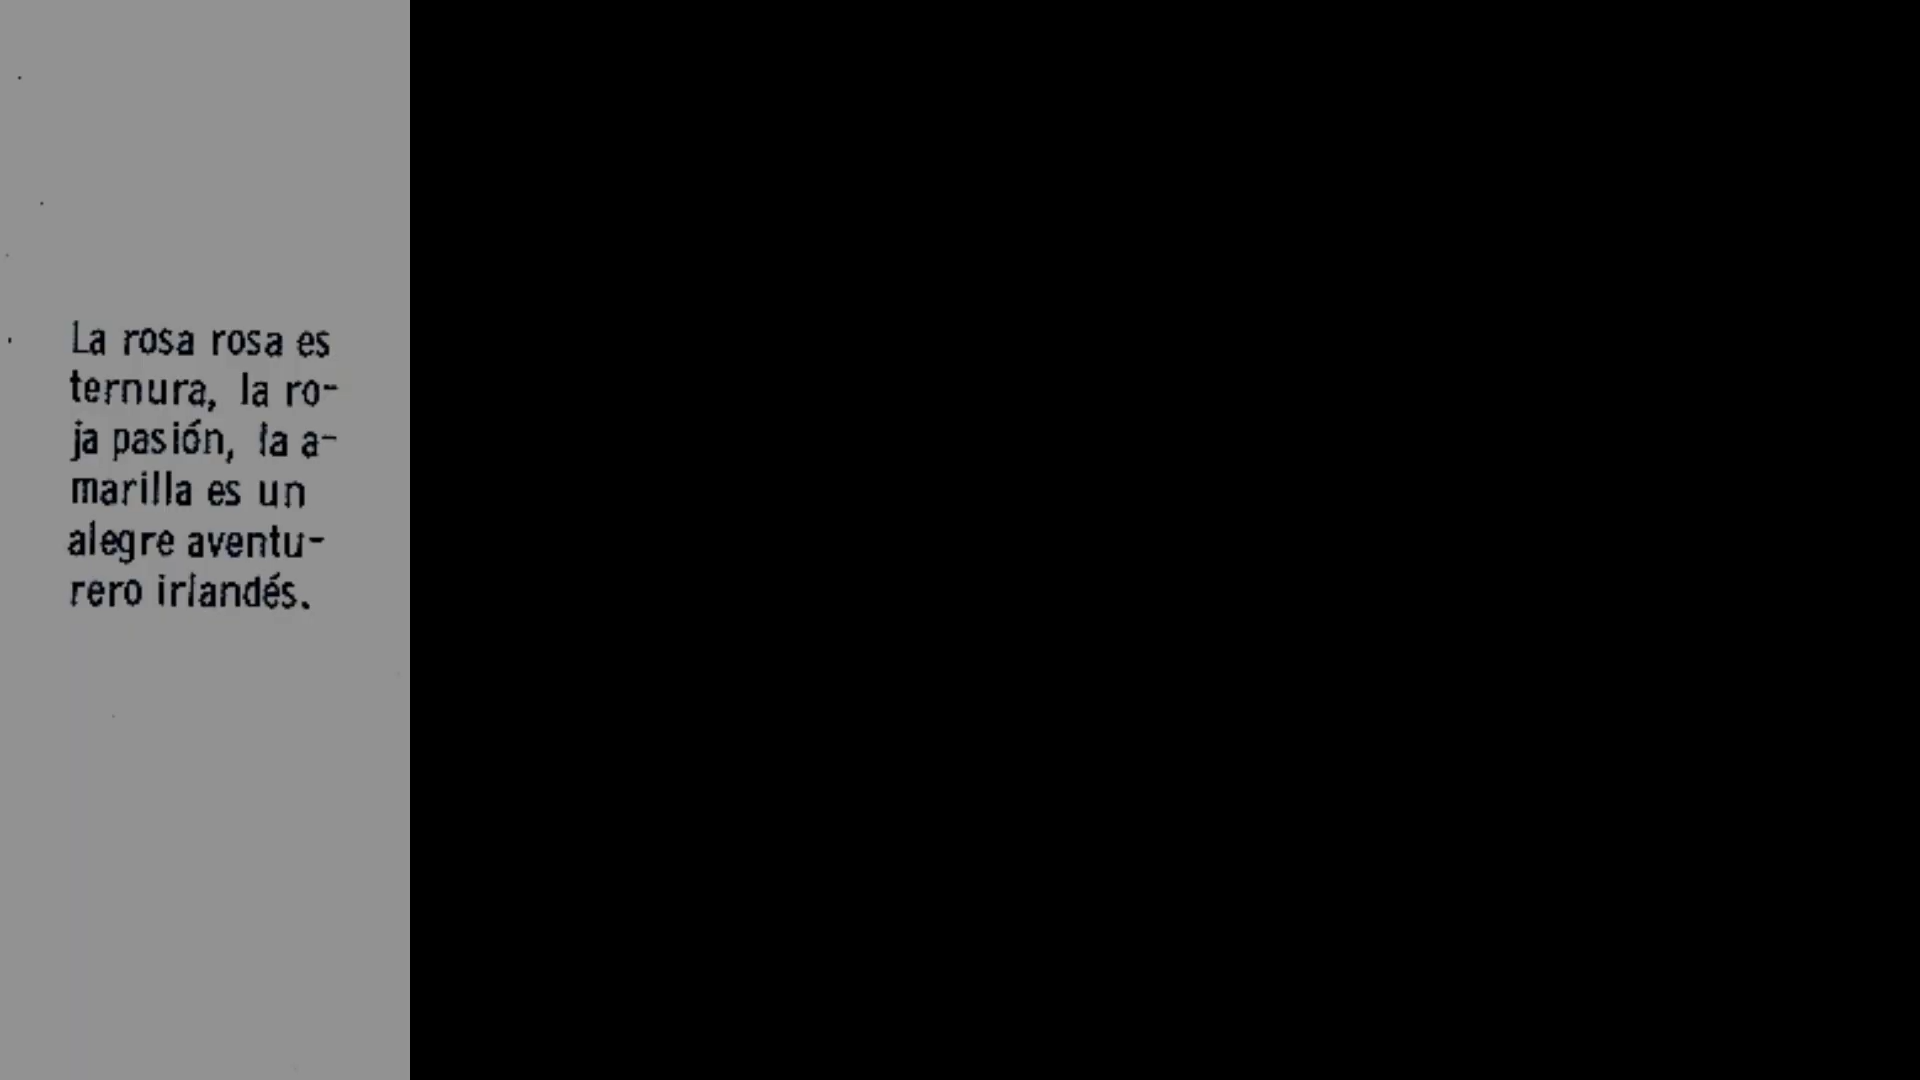 La rosa rosa es
ternura, la ro-
ja pasión, la a-
marilla es un
alegre aventu-
rero irlandés.